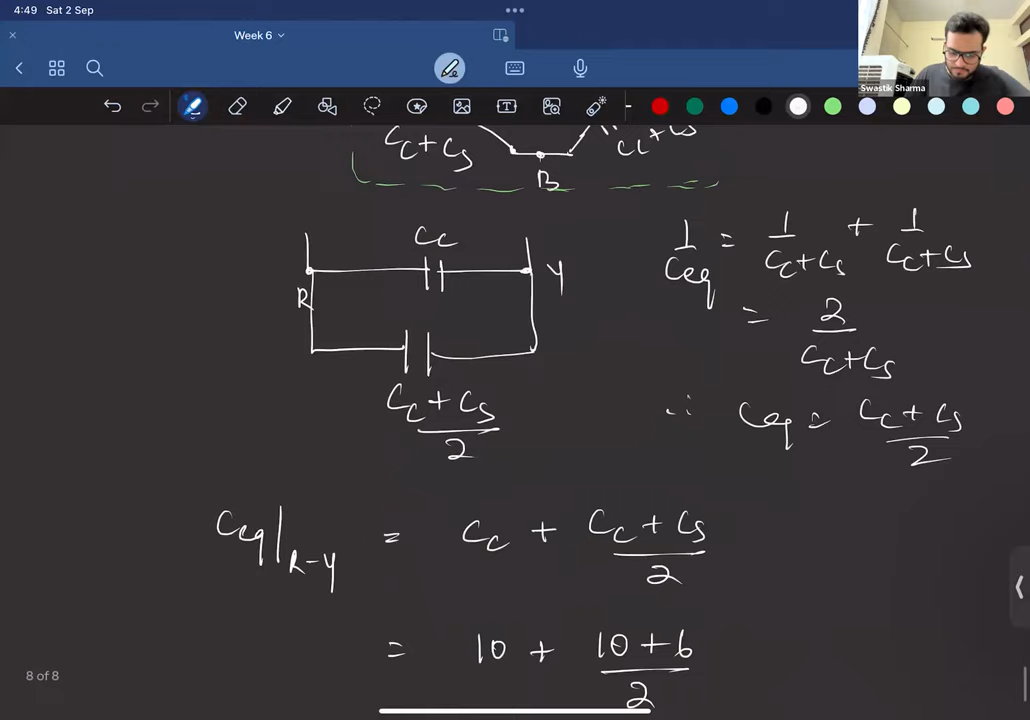 4:49 Sat 2 Sep
Week 6
Swastik Sharma
Cc+Cs
Cc+Cs
B
Cc
R
Y
Cc+Cs
2
1/Ceq = 1/Cc+Cs + 1/Cc+Cs
= 2/Cc+Cs
∴ Ceq = Cc+Cs/2
Ceq|R-Y = Cc + Cc+Cs/2
= 10 + 10+6/2
8 of 8